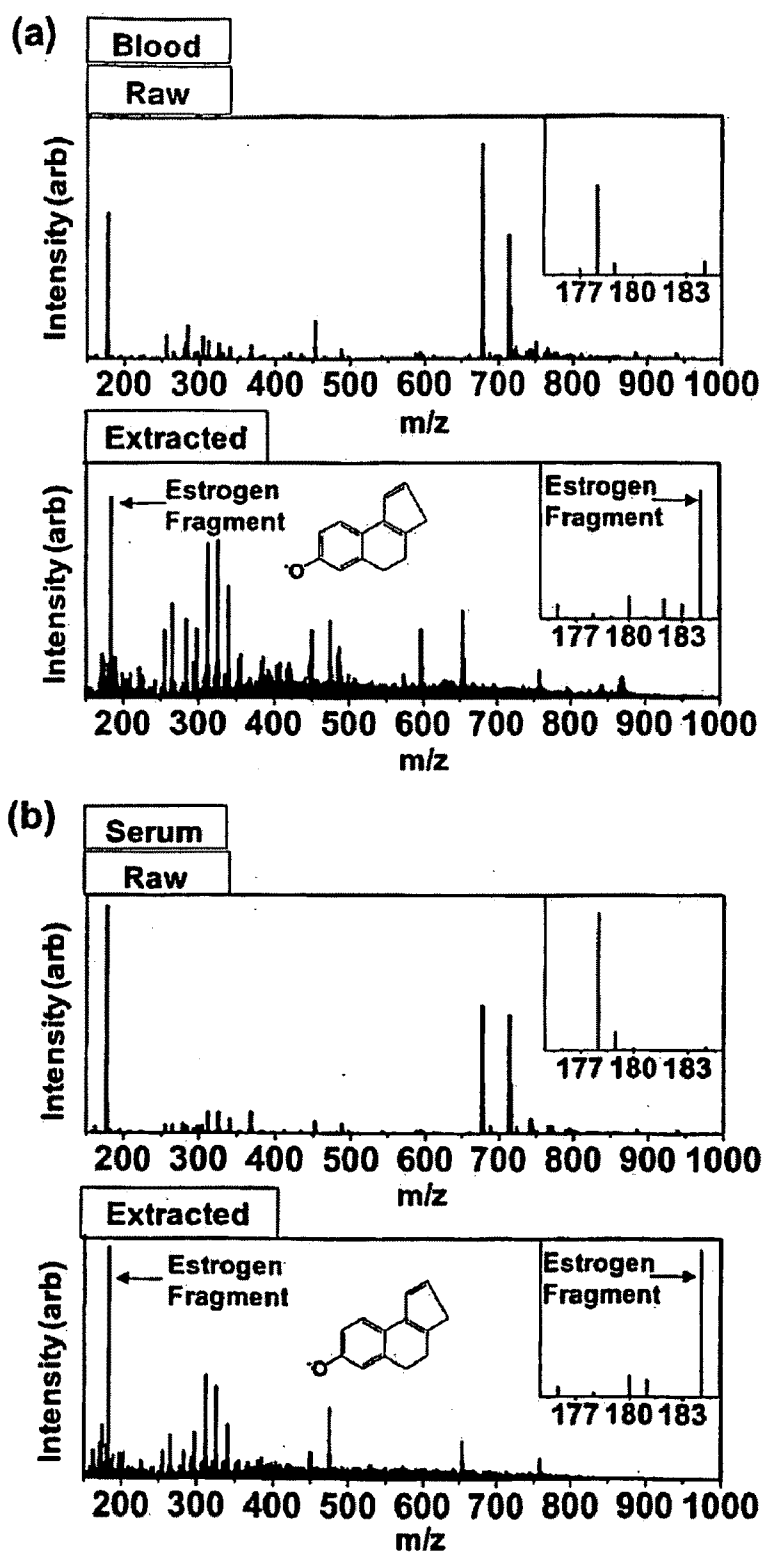 (a)
Blood
Raw
Intensity (arb)
177 180 183
200 300 400 500 600 700 800 900 1000
m/z
Extracted
Intensity (arb)
Estrogen
Fragment
·O
Estrogen
Fragment
177 180 183
200 300 400 500 600 700 800 900 1000
m/z
(b)
Serum
Raw
Intensity (arb)
177 180 183
200 300 400 500 600 700 800 900 1000
m/z
Extracted
Intensity (arb)
Estrogen
Fragment
·O
Estrogen
Fragment
177 180 183
200 300 400 500 600 700 800 900 1000
m/z